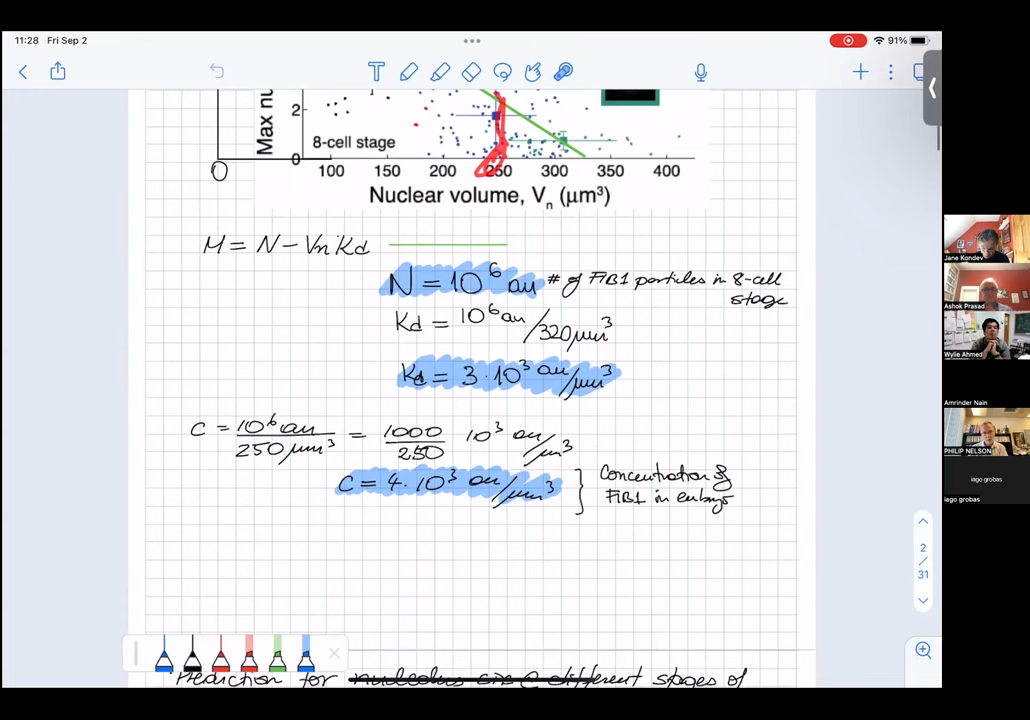 11:28 Fri Sep 2
91%
T
Max nu
2
0
8-cell stage
0
100 150 200 250 300 350 400
Nuclear volume, Vn (μm³)
M = N − Vn Kd
N = 10⁶ au # of FIB1 particles in 8-cell
stage
Kd = 10⁶ au / 320 μm³
Kd = 3·10³ au/μm³
C = 10⁶ au / 250 μm³ = 1000 / 250 10³ au/μm³
C = 4·10³ au/μm³ } Concentration of
FIB1 in embryo
Prediction for nucleolus size @ different stages of
2
/
31
Jane Kondev
Ashok Prasad
Wylie Ahmed
Amrinder Nain
PHILIP NELSON
iago grobas
iago grobas